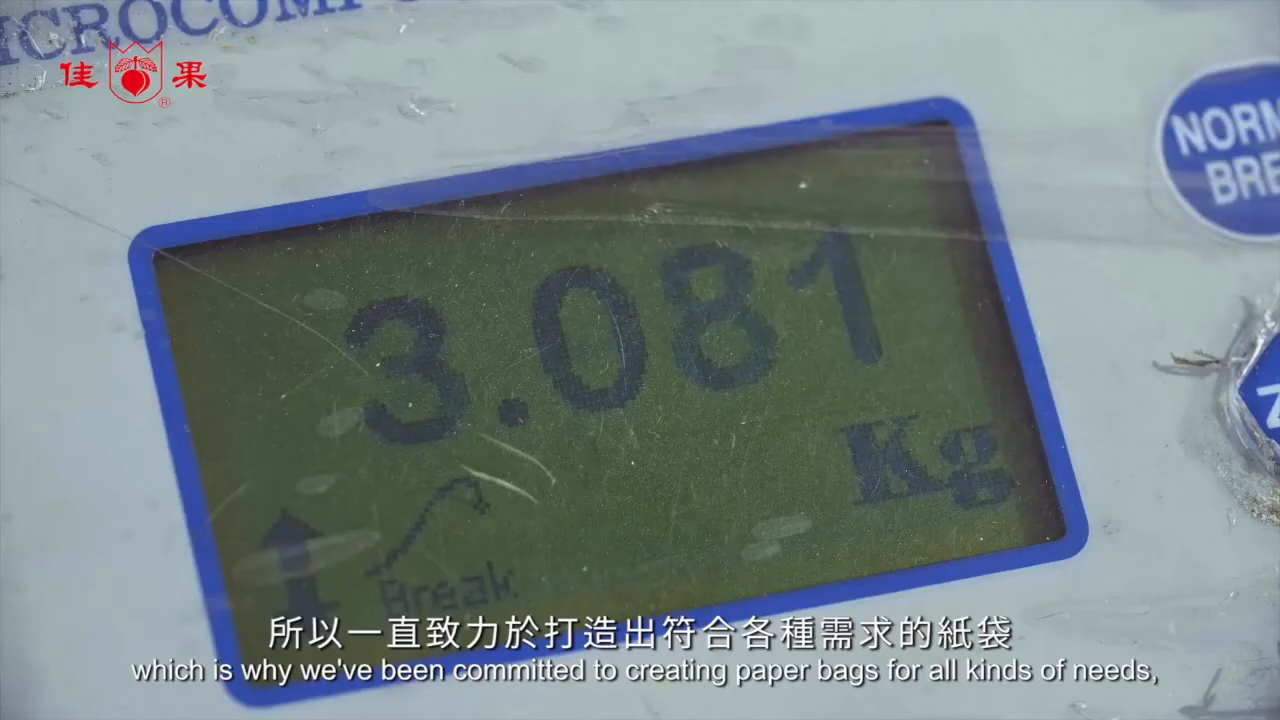 佳 果
®
NORM
BRE
3.081
Kg
Break
所以一直致力於打造出符合各種需求的紙袋
which is why we've been committed to creating paper bags for all kinds of needs,